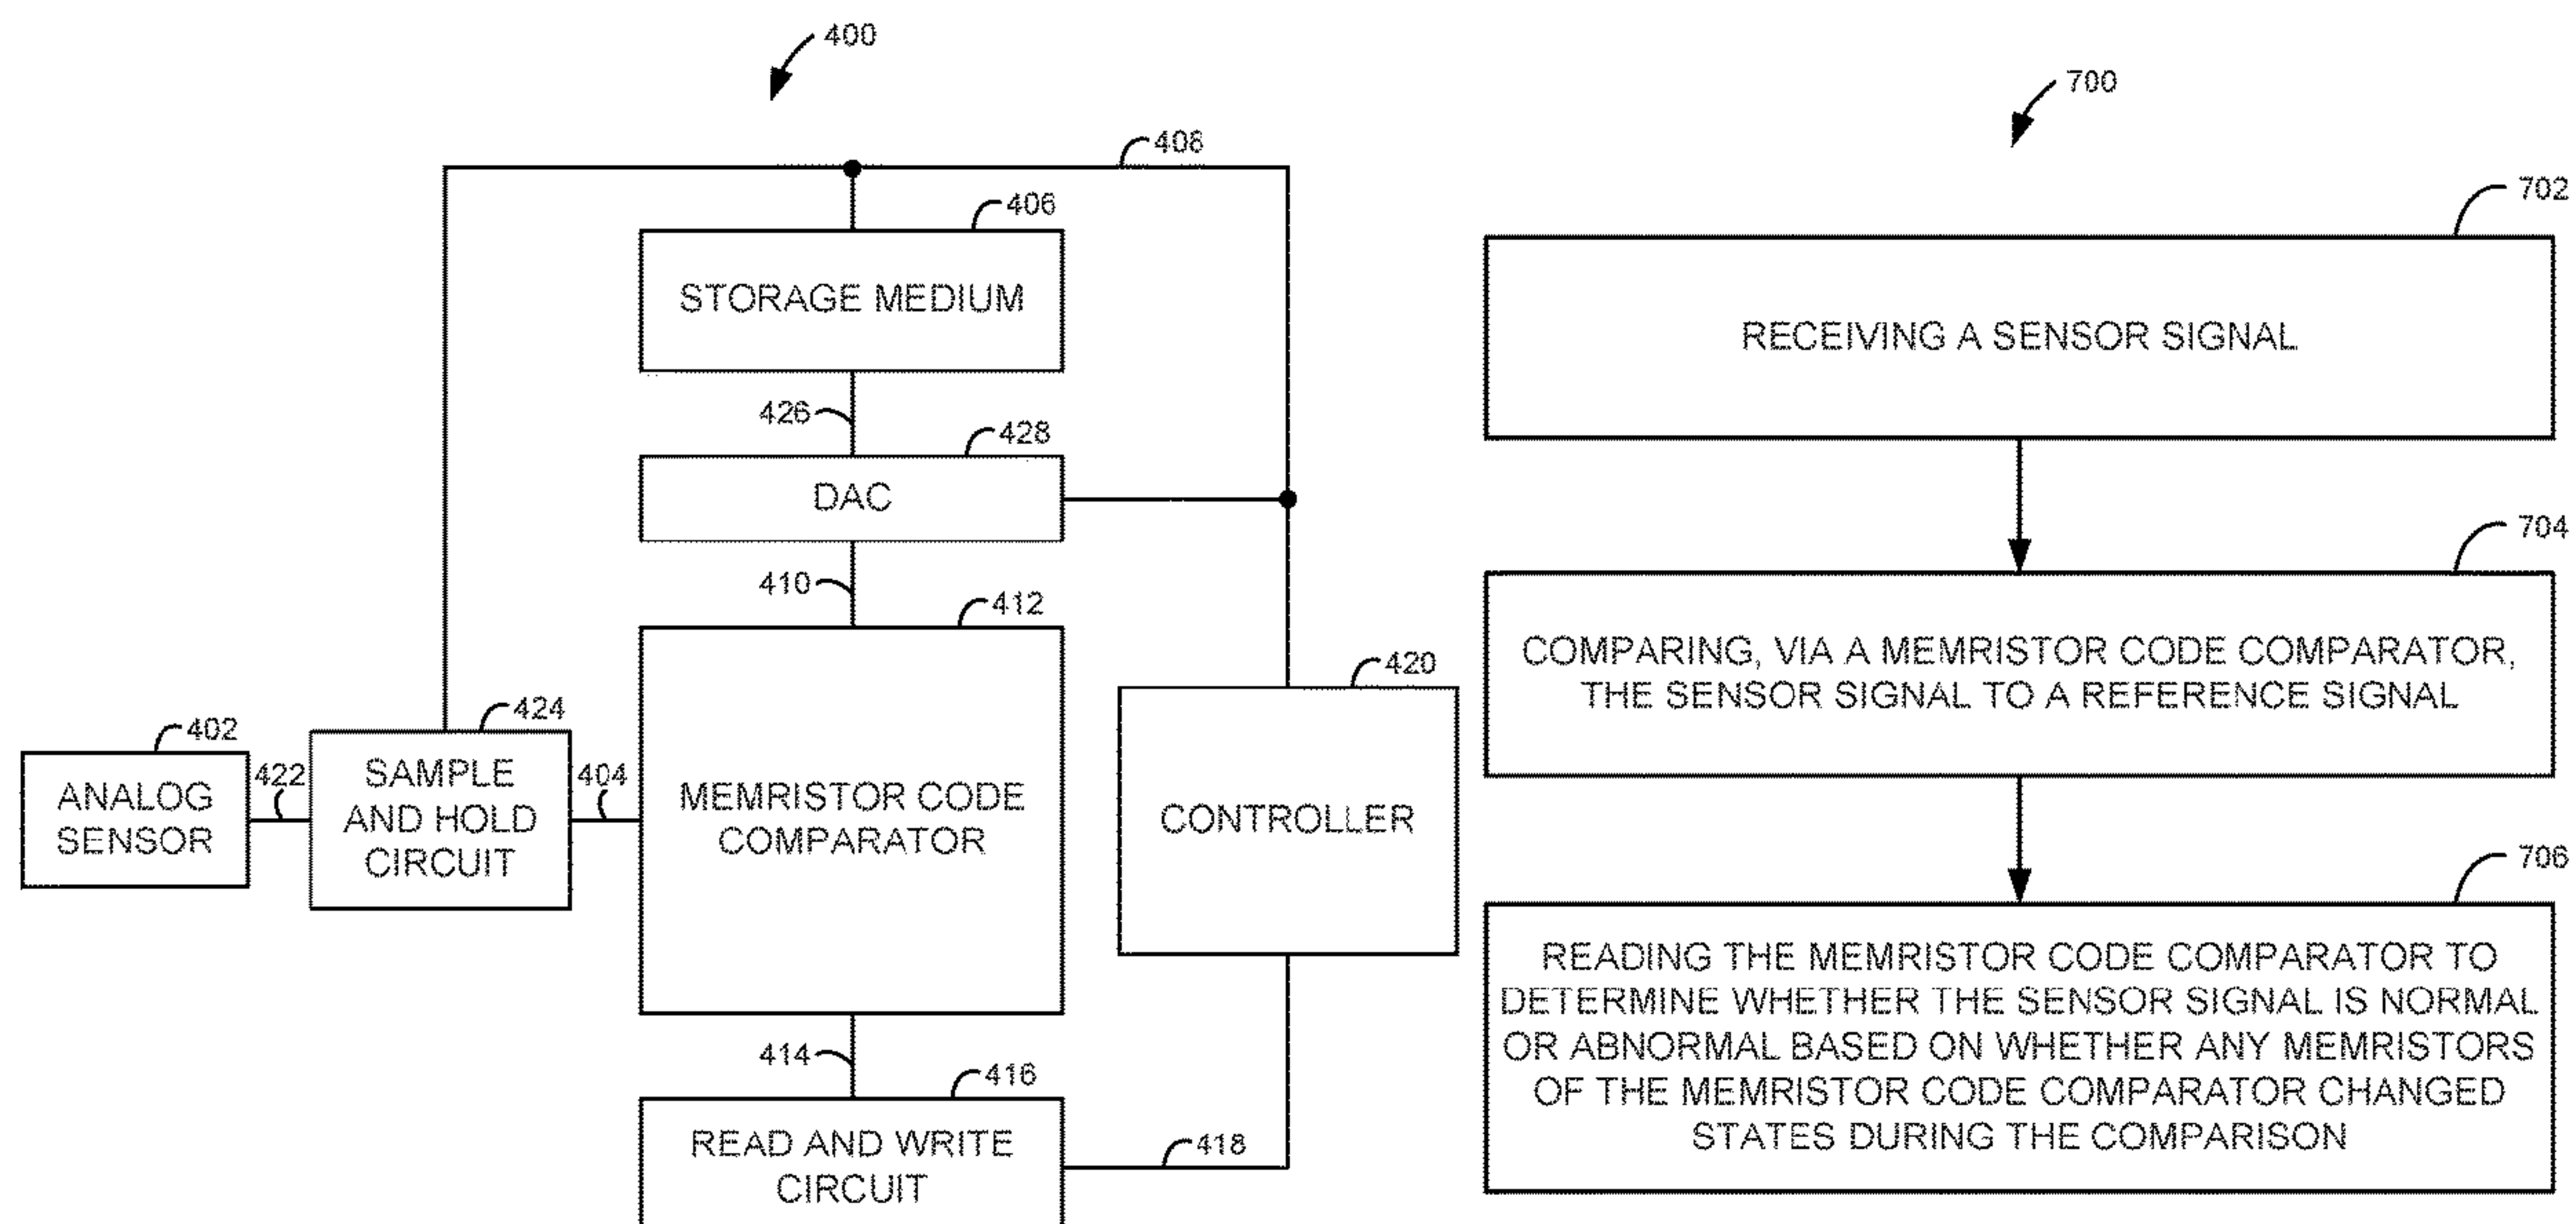 400
408
406
STORAGE MEDIUM
426
428
DAC
410
412
420
424
402
ANALOG
SENSOR
422
SAMPLE
AND HOLD
CIRCUIT
404
MEMRISTOR CODE
COMPARATOR
CONTROLLER
414
416
READ AND WRITE
CIRCUIT
418
700
702
RECEIVING A SENSOR SIGNAL
704
COMPARING, VIA A MEMRISTOR CODE COMPARATOR,
THE SENSOR SIGNAL TO A REFERENCE SIGNAL
706
READING THE MEMRISTOR CODE COMPARATOR TO
DETERMINE WHETHER THE SENSOR SIGNAL IS NORMAL
OR ABNORMAL BASED ON WHETHER ANY MEMRISTORS
OF THE MEMRISTOR CODE COMPARATOR CHANGED
STATES DURING THE COMPARISON